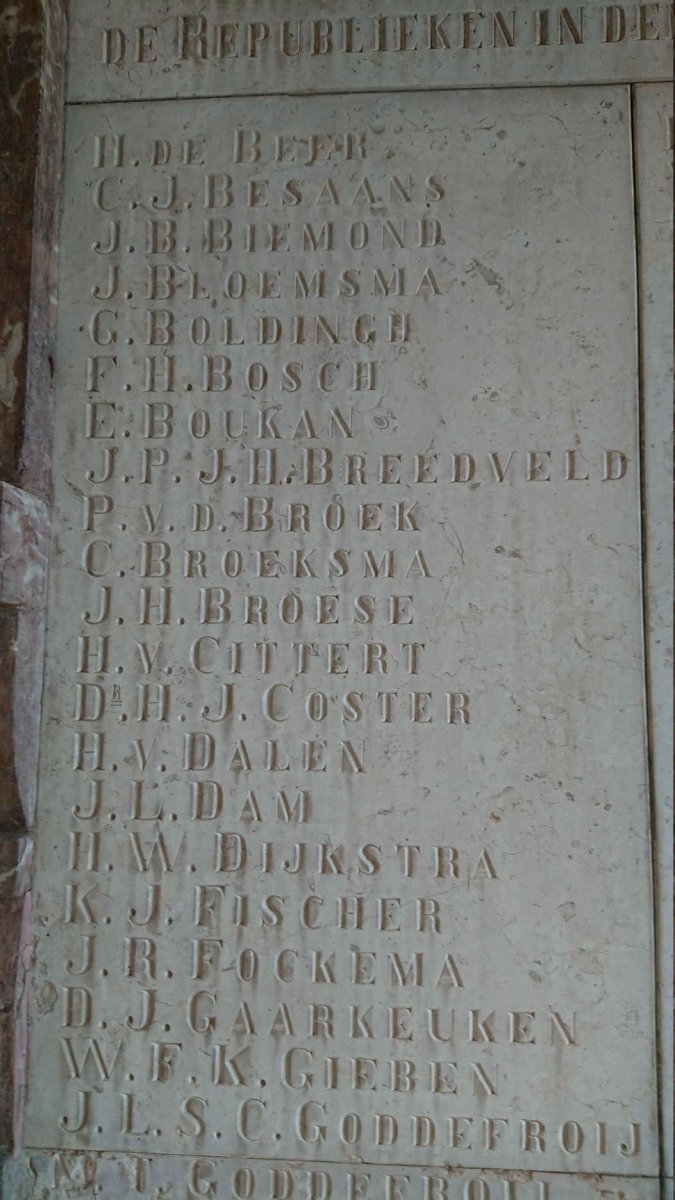 DE REPUBLIEKEN IN DE
H. DE BEER
C. J. BESAANS
J. B. BIEMOND
J. BLOEMSMA
G. BOLDINGH
F. H. BOSCH
E. BOUKAN
J. P. J. H. BREEDVELD
P. V. D. BROEK
C. BROEKSMA
J. H. BROESE
H. V. CITTERT
DR. H. J. COSTER
H. V. DALEN
J. L. DAM
H. W. DIJKSTRA
K. J. FISCHER
J. R. FOCKEMA
D. J. GAARKEUKEN
W. F. K. GIEBEN
J. L. S. C. GODDEFROIJ
GODDEFROIJ